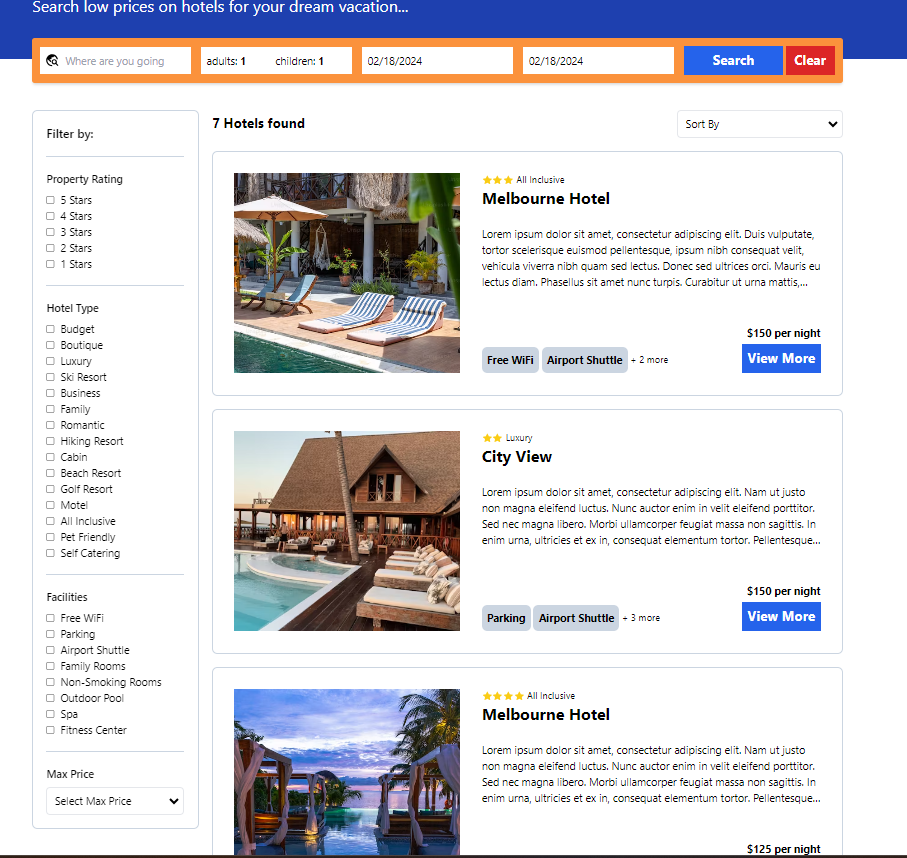 Search low prices on hotels for your dream vacation...
Where are you going
adults: 1 children: 1
02/18/2024
02/18/2024
Search
Clear
Filter by:
Property Rating
5 Stars
4 Stars
3 Stars
2 Stars
1 Stars
Hotel Type
Budget
Boutique
Luxury
Ski Resort
Business
Family
Romantic
Hiking Resort
Cabin
Beach Resort
Golf Resort
Motel
All Inclusive
Pet Friendly
Self Catering
Facilities
Free WiFi
Parking
Airport Shuttle
Family Rooms
Non-Smoking Rooms
Outdoor Pool
Spa
Fitness Center
Max Price
Select Max Price
7 Hotels found
Sort By
All Inclusive
Melbourne Hotel
Lorem ipsum dolor sit amet, consectetur adipiscing elit. Duis vulputate,
tortor scelerisque euismod pellentesque, ipsum nibh consequat velit,
vehicula viverra nibh quam sed lectus. Donec sed ultrices orci. Mauris eu
lectus diam. Phasellus sit amet nunc turpis. Curabitur ut urna mattis,...
$150 per night
Free WiFi
Airport Shuttle
+ 2 more
View More
Luxury
City View
Lorem ipsum dolor sit amet, consectetur adipiscing elit. Nam ut justo
non magna eleifend luctus. Nunc auctor enim in velit eleifend porttitor.
Sed nec magna libero. Morbi ullamcorper feugiat massa non sagittis. In
enim urna, ultricies et ex in, consequat elementum tortor. Pellentesque...
$150 per night
Parking
Airport Shuttle
+ 3 more
View More
All Inclusive
Melbourne Hotel
Lorem ipsum dolor sit amet, consectetur adipiscing elit. Nam ut justo
non magna eleifend luctus. Nunc auctor enim in velit eleifend porttitor.
Sed nec magna libero. Morbi ullamcorper feugiat massa non sagittis. In
enim urna, ultricies et ex in, consequat elementum tortor. Pellentesque...
$125 per night